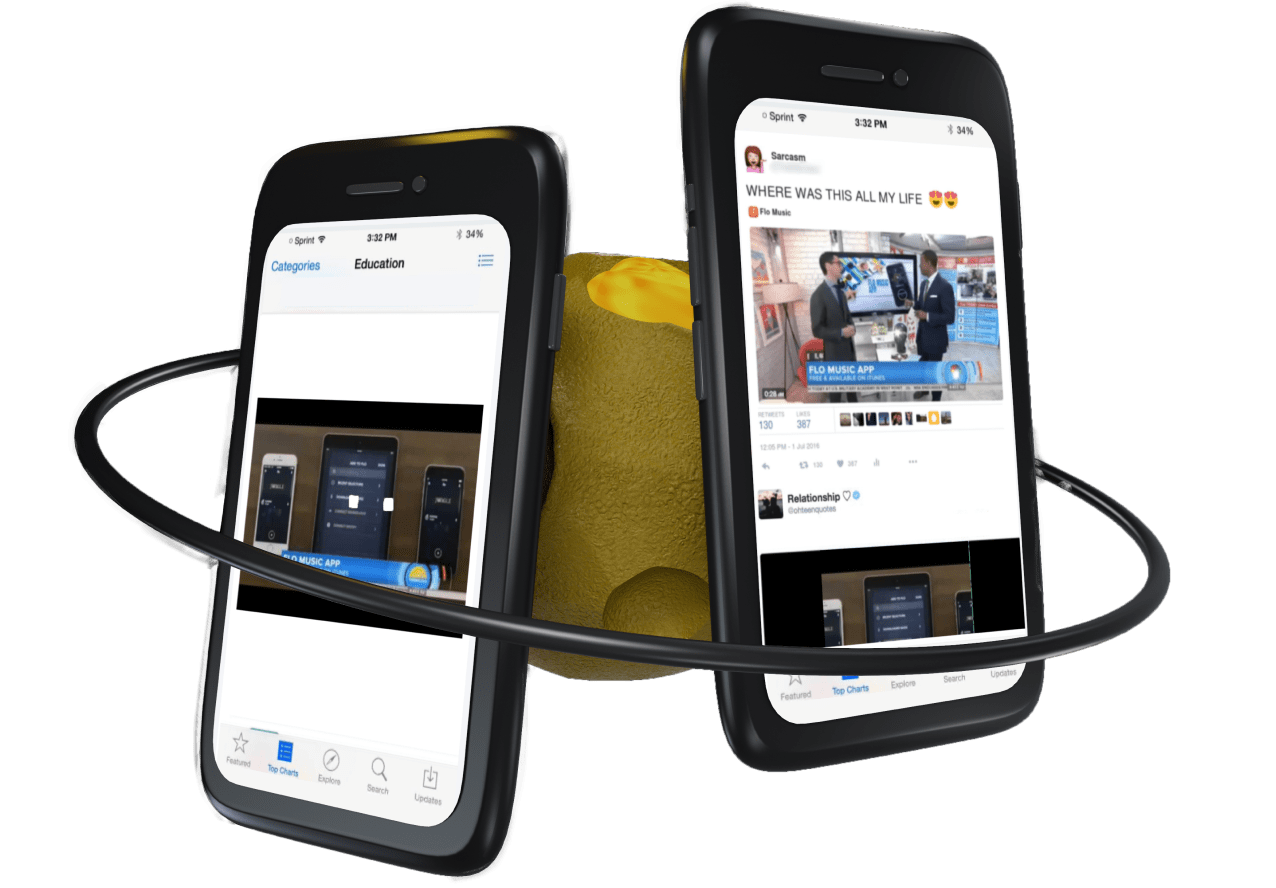 Sprint 3:32 PM 34%
Categories Education
FLO MUSIC APP
Featured Top Charts Explore Search Updates
Sprint 3:32 PM 34%
Sarcasm
WHERE WAS THIS ALL MY LIFE 😍😍
Flo Music
FLO MUSIC APP
FREE & AVAILABLE ON ITUNES
0:28
RETWEETS LIKES
130 387
12:05 PM - 1 Jul 2016
130 387
Relationship ♡
@ohteenquotes
Featured Top Charts Explore Search Updates